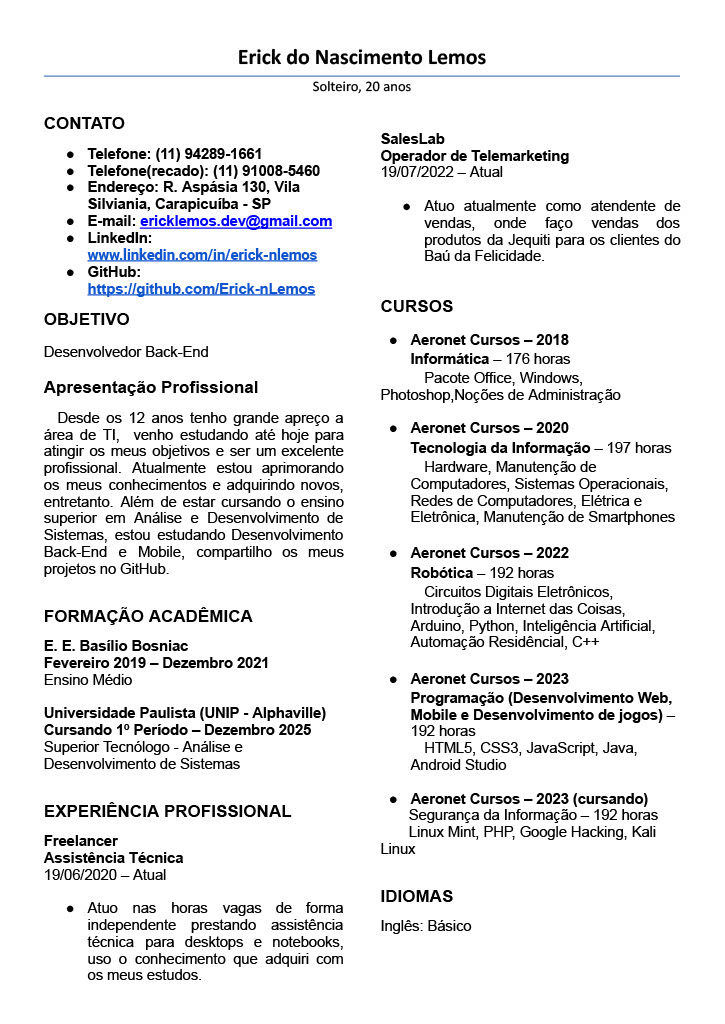 Erick do Nascimento Lemos
Solteiro, 20 anos
CONTATO
● Telefone: (11) 94289-1661
● Telefone(recado): (11) 91008-5460
● Endereço: R. Aspásia 130, Vila
Silviania, Carapicuíba - SP
● E-mail: ericklemos.dev@gmail.com
● LinkedIn:
www.linkedin.com/in/erick-nlemos
● GitHub:
https://github.com/Erick-nLemos
OBJETIVO
Desenvolvedor Back-End
Apresentação Profissional
Desde os 12 anos tenho grande apreço a
área de TI, venho estudando até hoje para
atingir os meus objetivos e ser um excelente
profissional. Atualmente estou aprimorando
os meus conhecimentos e adquirindo novos,
entretanto. Além de estar cursando o ensino
superior em Análise e Desenvolvimento de
Sistemas, estou estudando Desenvolvimento
Back-End e Mobile, compartilho os meus
projetos no GitHub.
FORMAÇÃO ACADÊMICA
E. E. Basílio Bosniac
Fevereiro 2019 – Dezembro 2021
Ensino Médio
Universidade Paulista (UNIP - Alphaville)
Cursando 1º Período – Dezembro 2025
Superior Tecnólogo - Análise e
Desenvolvimento de Sistemas
EXPERIÊNCIA PROFISSIONAL
Freelancer
Assistência Técnica
19/06/2020 – Atual
● Atuo nas horas vagas de forma
independente prestando assistência
técnica para desktops e notebooks,
uso o conhecimento que adquiri com
os meus estudos.
SalesLab
Operador de Telemarketing
19/07/2022 – Atual
● Atuo atualmente como atendente de
vendas, onde faço vendas dos
produtos da Jequiti para os clientes do
Baú da Felicidade.
CURSOS
● Aeronet Cursos – 2018
Informática – 176 horas
Pacote Office, Windows,
Photoshop,Noções de Administração
● Aeronet Cursos – 2020
Tecnologia da Informação – 197 horas
Hardware, Manutenção de
Computadores, Sistemas Operacionais,
Redes de Computadores, Elétrica e
Eletrônica, Manutenção de Smartphones
● Aeronet Cursos – 2022
Robótica – 192 horas
Circuitos Digitais Eletrônicos,
Introdução a Internet das Coisas,
Arduino, Python, Inteligência Artificial,
Automação Residêncial, C++
● Aeronet Cursos – 2023
Programação (Desenvolvimento Web,
Mobile e Desenvolvimento de jogos) –
192 horas
HTML5, CSS3, JavaScript, Java,
Android Studio
● Aeronet Cursos – 2023 (cursando)
Segurança da Informação – 192 horas
Linux Mint, PHP, Google Hacking, Kali
Linux
IDIOMAS
Inglês: Básico